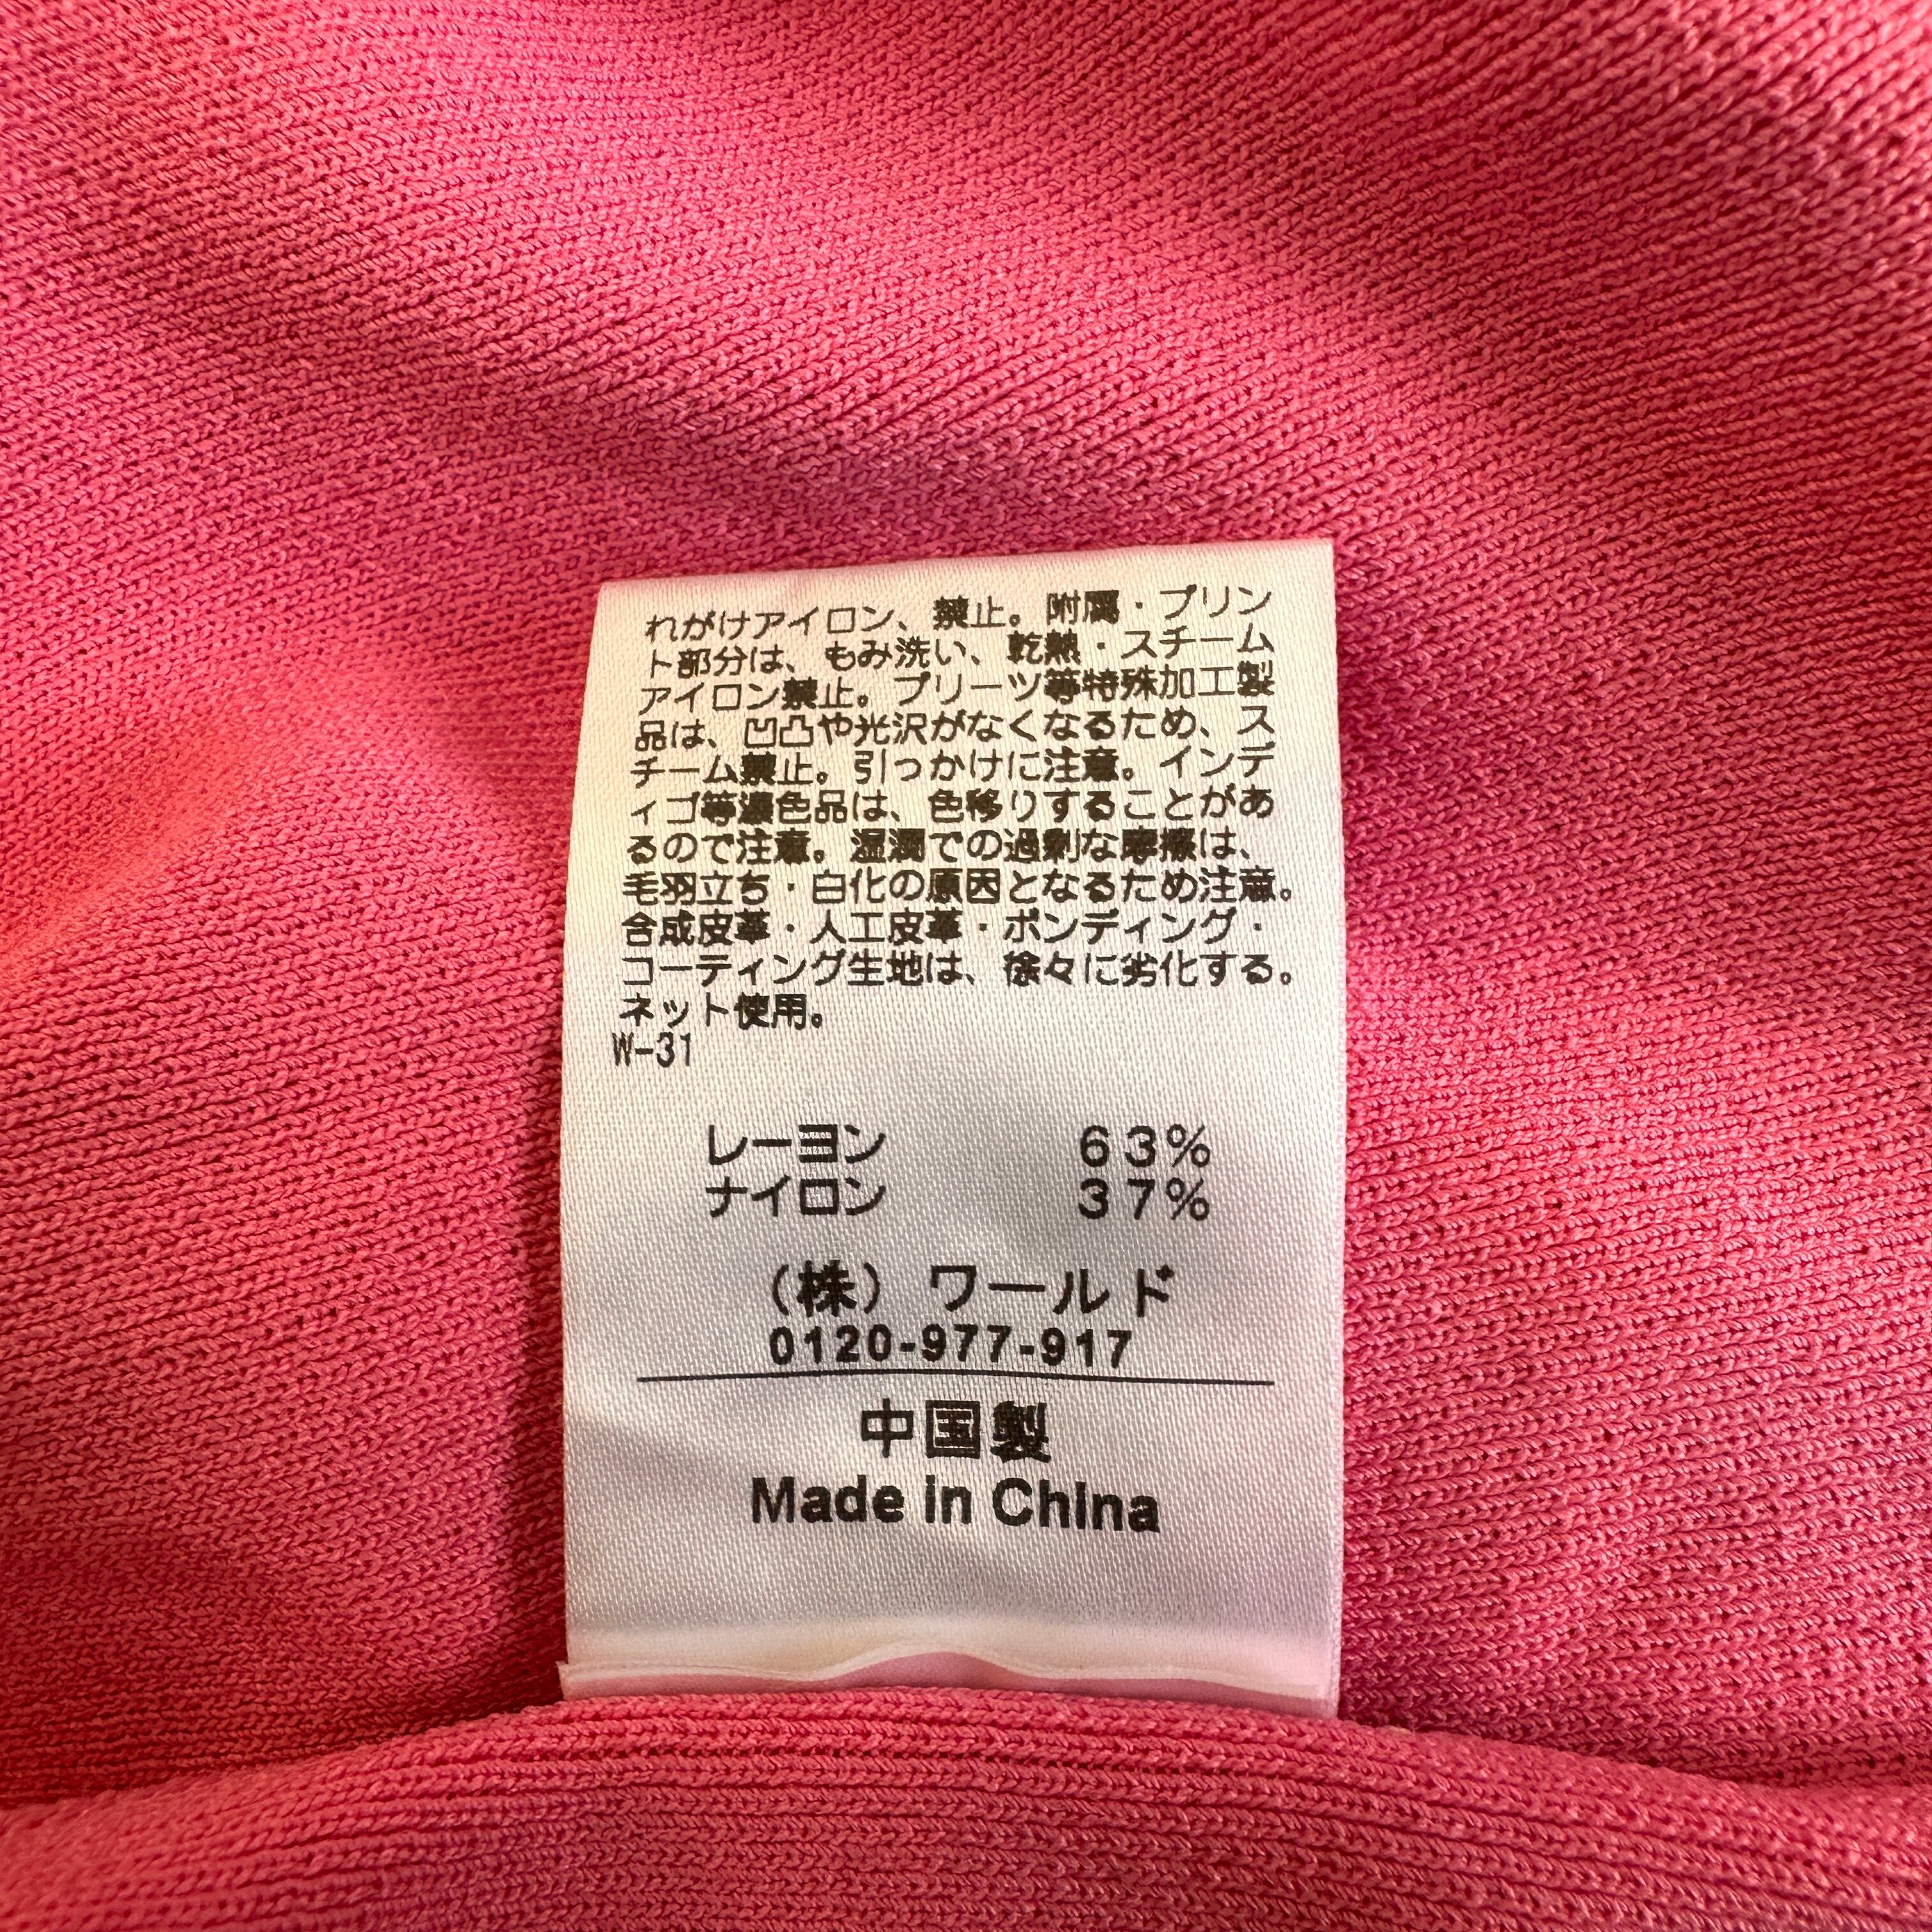 れがけアイロン、禁止。附属・プリン
ト部分は、もみ洗い、乾熱・スチーム
アイロン禁止。プリーツ等特殊加工製
品は、凹凸や光沢がなくなるため、ス
チーム禁止。引っかけに注意。インデ
ィゴ等濃色品は、色移りすることがあ
るので注意。湿潤での過剰な摩擦は、
毛羽立ち・白化の原因となるため注意。
合成皮革・人工皮革・ボンディング・
コーティング生地は、徐々に劣化する。
ネット使用。
W-31
レーヨン 63%
ナイロン 37%
(株) ワールド
0120-977-917
中国製
Made in China